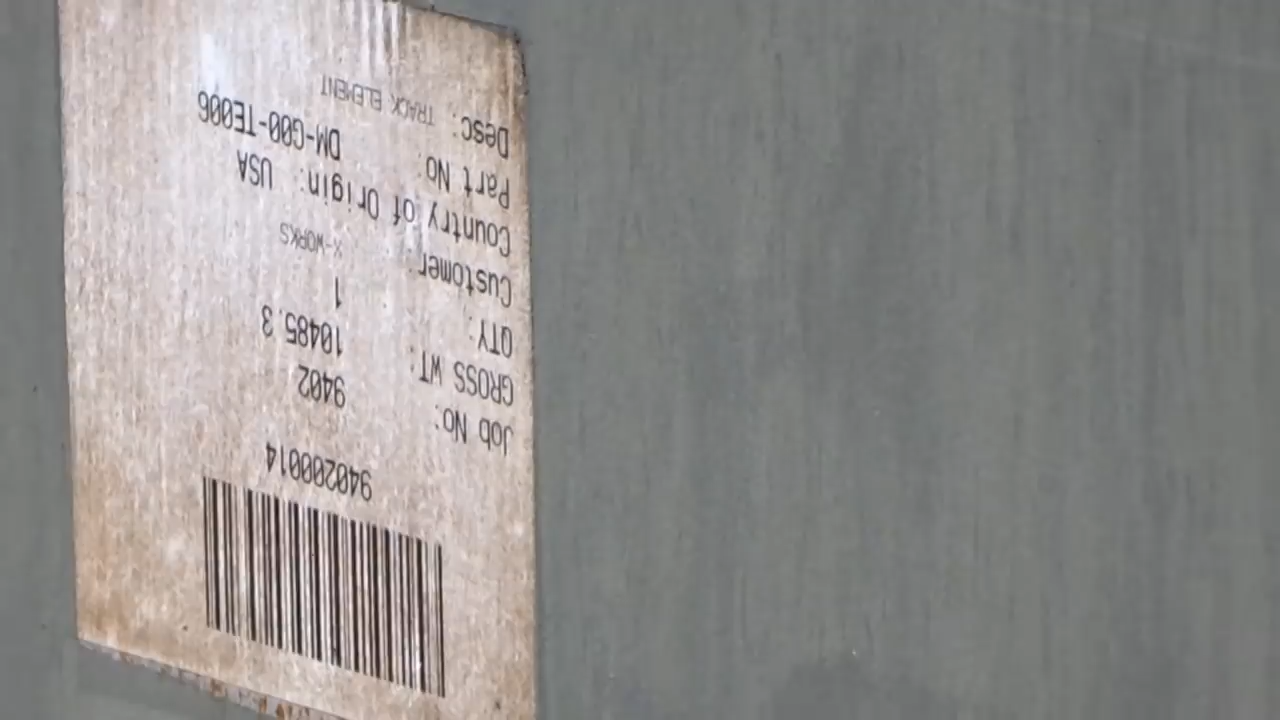 940200014
Job No: 9402
GROSS WT: 10485.3
QTY: 1
Customer: X-WORKS
Country of Origin: USA
Part No: DM-G00-TE006
Desc: TRACK ELEMENT